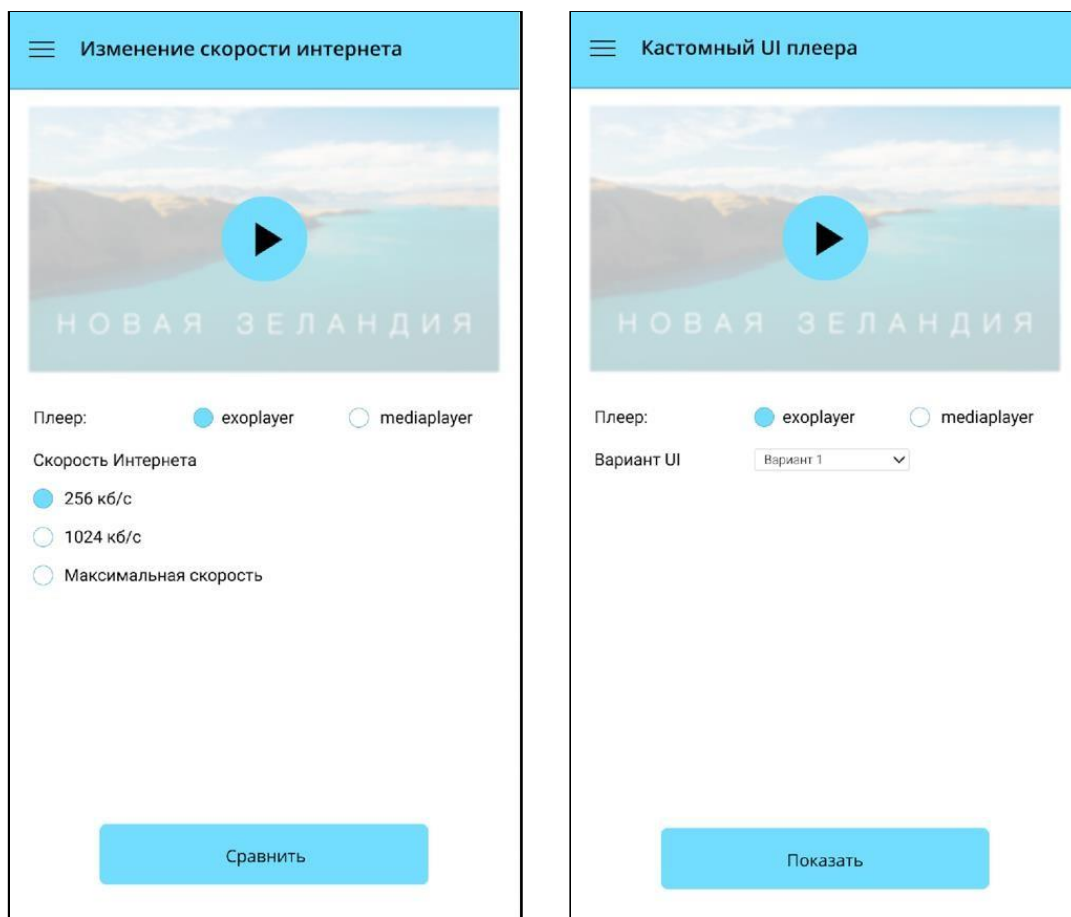 Изменение скорости интернета
НОВАЯ ЗЕЛАНДИЯ
Плеер: exoplayer mediaplayer
Скорость Интернета
256 кб/с
1024 кб/с
Максимальная скорость
Сравнить
Кастомный UI плеера
НОВАЯ ЗЕЛАНДИЯ
Плеер: exoplayer mediaplayer
Вариант UI Вариант 1
Показать